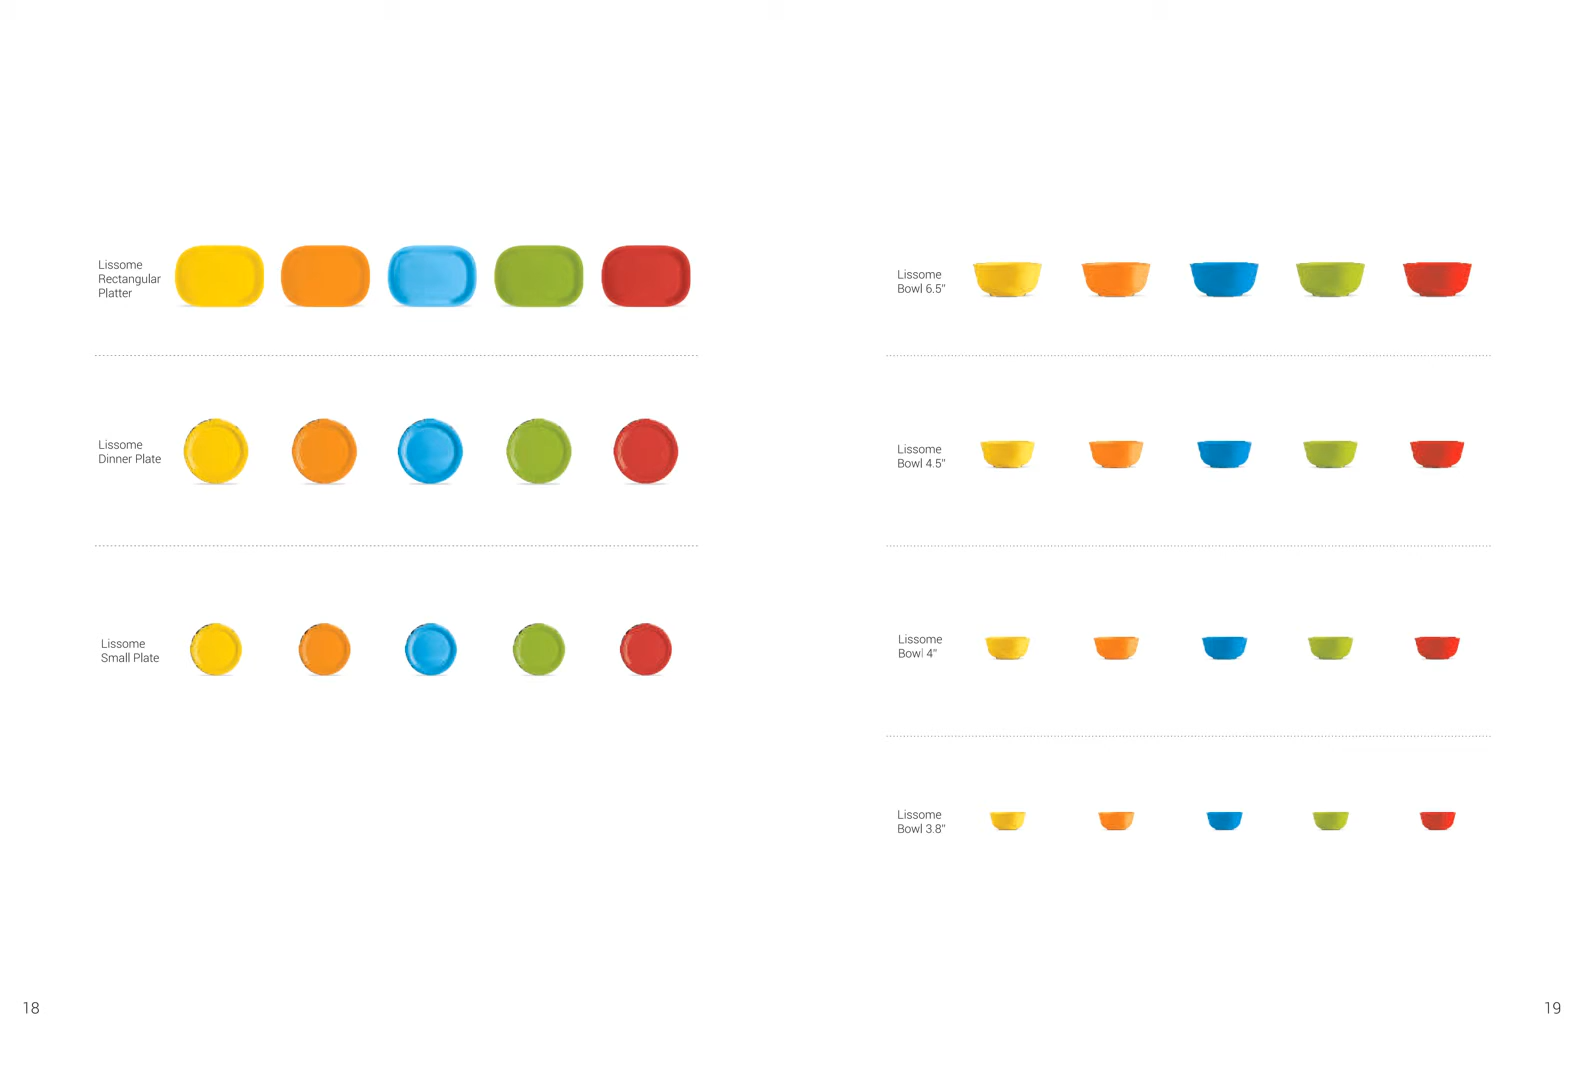 Lissome
Rectangular
Platter
Lissome
Dinner Plate
Lissome
Small Plate
18
Lissome
Bowl 6.5"
Lissome
Bowl 4.5"
Lissome
Bowl 4"
Lissome
Bowl 3.8"
19